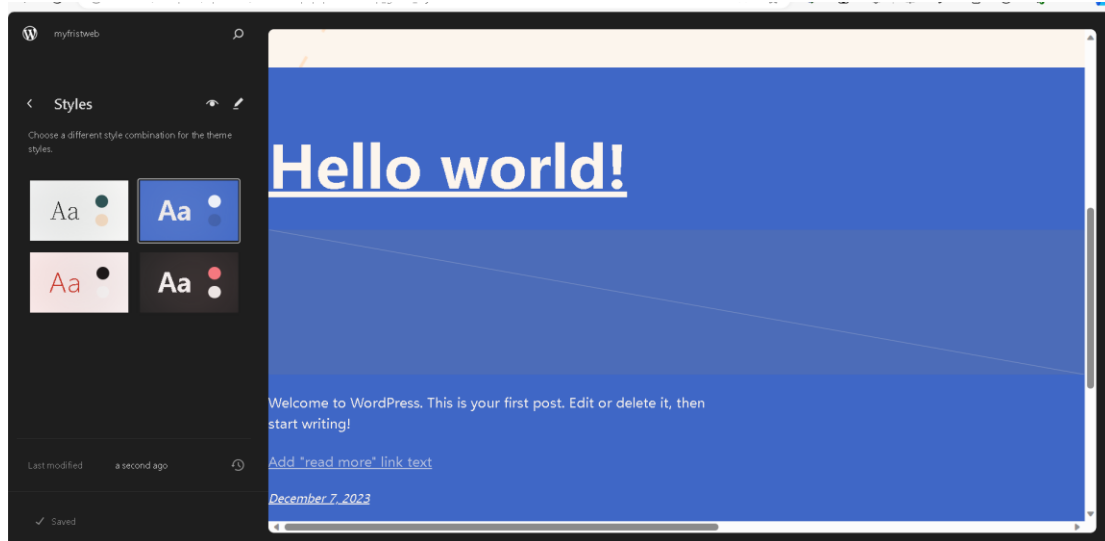 myfristweb
Styles
Choose a different style combination for the theme
styles.
Aa
Aa
Aa
Aa
Last modified a second ago
Saved
Hello world!
Welcome to WordPress. This is your first post. Edit or delete it, then
start writing!
Add "read more" link text
December 7, 2023